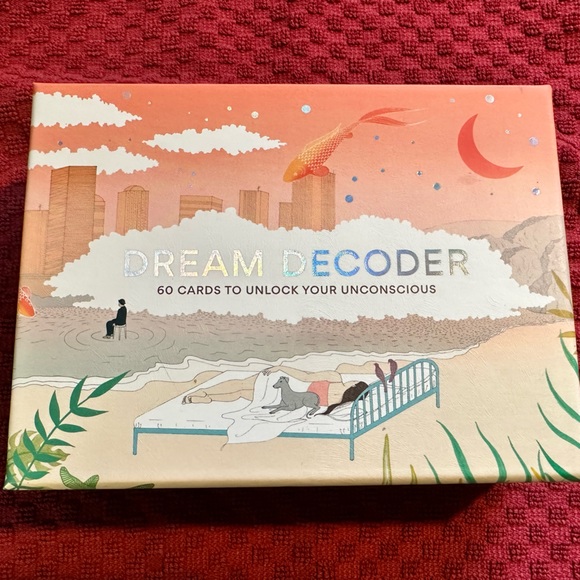 DREAM DECODER
60 CARDS TO UNLOCK YOUR UNCONSCIOUS